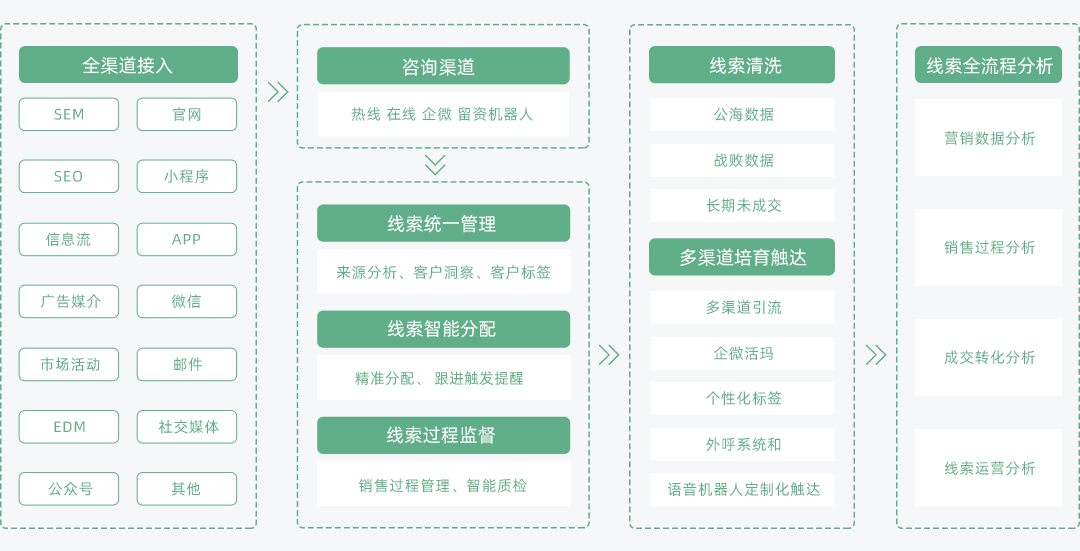 全渠道接入
SEM
官网
SEO
小程序
信息流
APP
广告媒介
微信
市场活动
邮件
EDM
社交媒体
公众号
其他
咨询渠道
热线 在线 企微 留资机器人
线索统一管理
来源分析、客户洞察、客户标签
线索智能分配
精准分配、 跟进触发提醒
线索过程监督
销售过程管理、智能质检
线索清洗
公海数据
战败数据
长期未成交
多渠道培育触达
多渠道引流
企微活码
个性化标签
外呼系统和
语音机器人定制化触达
线索全流程分析
营销数据分析
销售过程分析
成交转化分析
线索运营分析